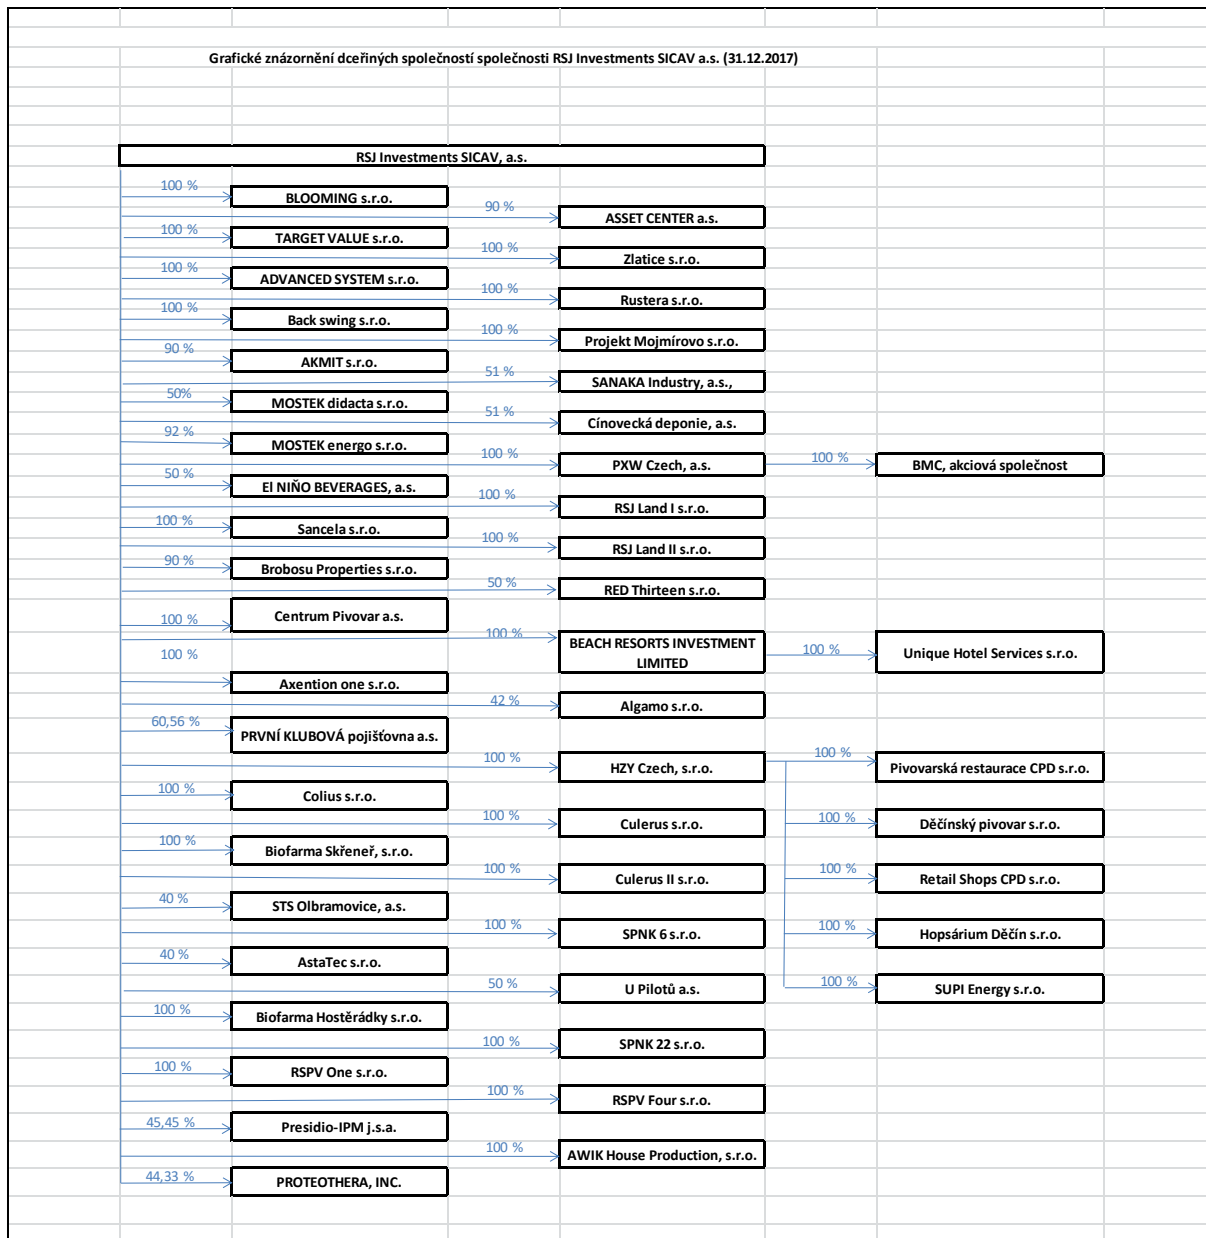 Grafické znázornění dceřiných společností společnosti RSJ Investments SICAV a.s. (31.12.2017)
RSJ Investments SICAV, a.s.
100 %
BLOOMING s.r.o.
90 %
ASSET CENTER a.s.
100 %
TARGET VALUE s.r.o.
100 %
Zlatice s.r.o.
100 %
ADVANCED SYSTEM s.r.o.
100 %
Rustera s.r.o.
100 %
Back swing s.r.o.
100 %
Projekt Mojmírovo s.r.o.
90 %
AKMIT s.r.o.
51 %
SANAKA Industry, a.s.,
50%
MOSTEK didacta s.r.o.
51 %
Cínovecká deponie, a.s.
92 %
MOSTEK energo s.r.o.
100 %
PXW Czech, a.s.
100 %
BMC, akciová společnost
50 %
El NIŇO BEVERAGES, a.s.
100 %
RSJ Land I s.r.o.
100 %
Sancela s.r.o.
100 %
RSJ Land II s.r.o.
90 %
Brobosu Properties s.r.o.
50 %
RED Thirteen s.r.o.
100 %
Centrum Pivovar a.s.
100 %
BEACH RESORTS INVESTMENT
LIMITED
100 %
Unique Hotel Services s.r.o.
100 %
Axention one s.r.o.
42 %
Algamo s.r.o.
60,56 %
PRVNÍ KLUBOVÁ pojišťovna a.s.
100 %
HZY Czech, s.r.o.
100 %
Pivovarská restaurace CPD s.r.o.
100 %
Colius s.r.o.
100 %
Culerus s.r.o.
100 %
Děčínský pivovar s.r.o.
100 %
Biofarma Skřeneř, s.r.o.
100 %
Culerus II s.r.o.
100 %
Retail Shops CPD s.r.o.
40 %
STS Olbramovice, a.s.
100 %
SPNK 6 s.r.o.
100 %
Hopsárium Děčín s.r.o.
40 %
AstaTec s.r.o.
50 %
U Pilotů a.s.
100 %
SUPI Energy s.r.o.
100 %
Biofarma Hostěrádky s.r.o.
100 %
SPNK 22 s.r.o.
100 %
RSPV One s.r.o.
100 %
RSPV Four s.r.o.
45,45 %
Presidio-IPM j.s.a.
100 %
AWIK House Production, s.r.o.
44,33 %
PROTEOTHERA, INC.